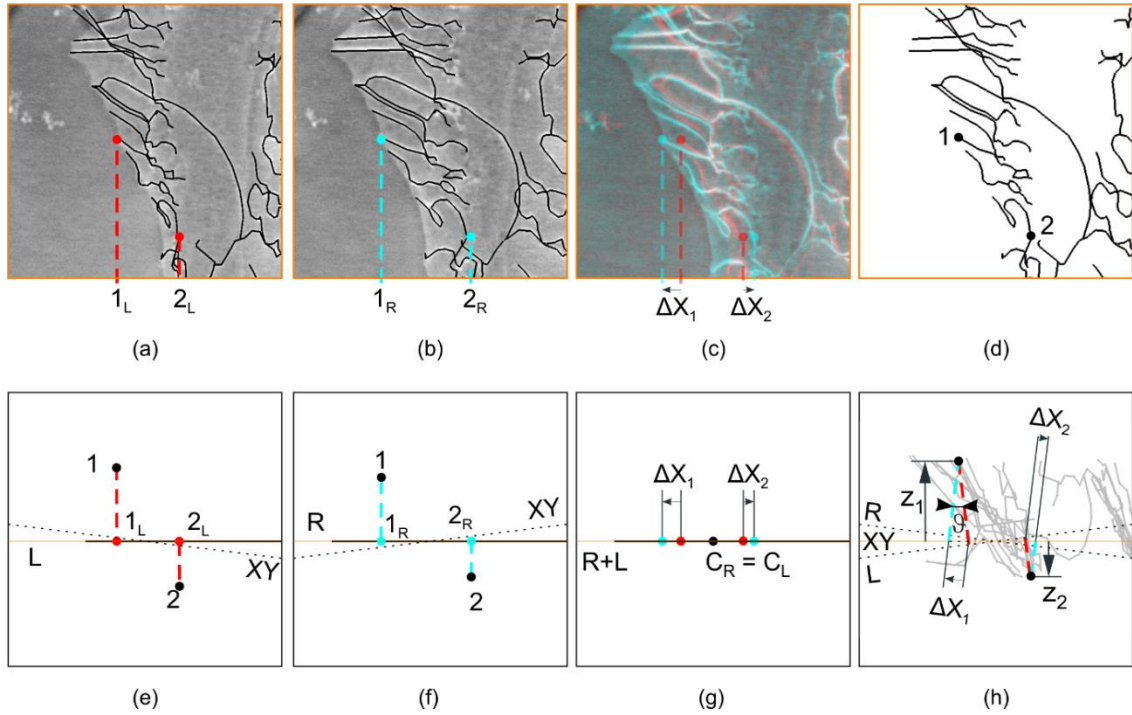 1L 2L
1R 2R
ΔX1 ΔX2
1
2
(a) (b) (c) (d)
1
1L 2L
L
XY
2
1
R
1R 2R
XY
2
ΔX1 ΔX2
R+L CR = CL
ΔX2
Z1
ϑ
R
XY
L
Z2
ΔX1
(e) (f) (g) (h)